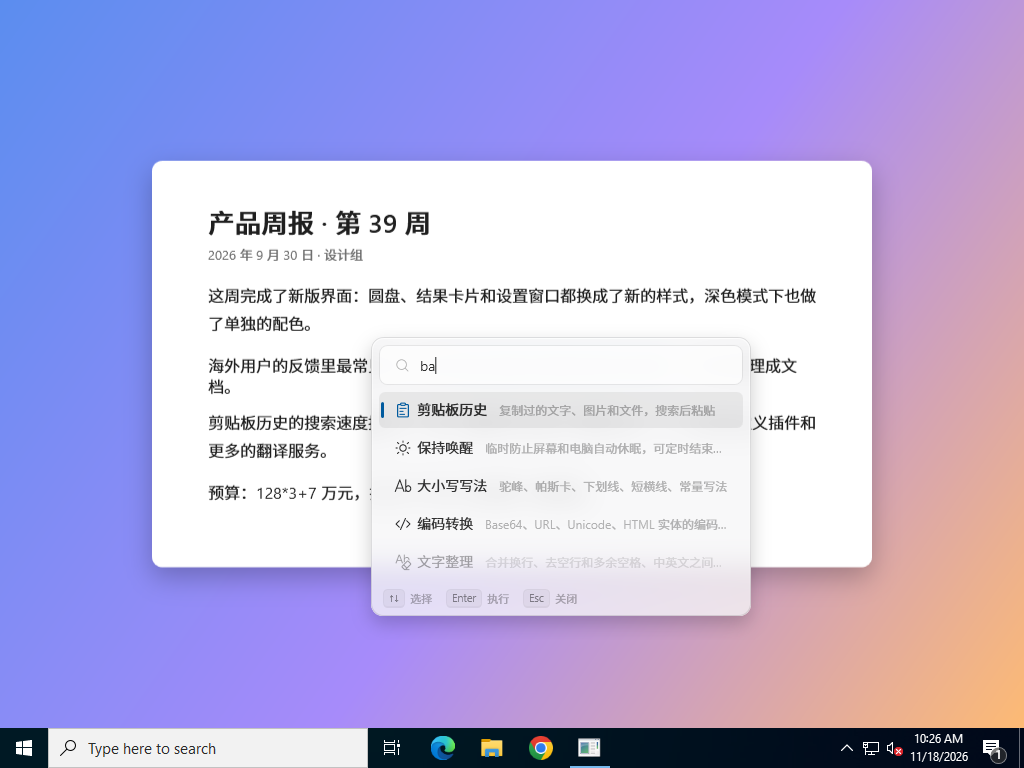 产品周报 · 第 39 周
2026 年 9 月 30 日 · 设计组
这周完成了新版界面：圆盘、结果卡片和设置窗口都换成了新的样式，深色模式下也做
了单独的配色。
海外用户的反馈里最常
理成文
档。
剪贴板历史的搜索速度
义插件和
更多的翻译服务。
预算：128*3+7 万元，
ba
剪贴板历史 复制过的文字、图片和文件，搜索后粘贴
保持唤醒 临时防止屏幕和电脑自动休眠，可定时结束...
Ab 大小写写法 驼峰、帕斯卡、下划线、短横线、常量写法
编码转换 Base64、URL、Unicode、HTML 实体的编码...
文字整理 合并换行、去空行和多余空格、中英文之间...
↑↓ 选择 Enter 执行 Esc 关闭
Type here to search
10:26 AM
11/18/2026
1